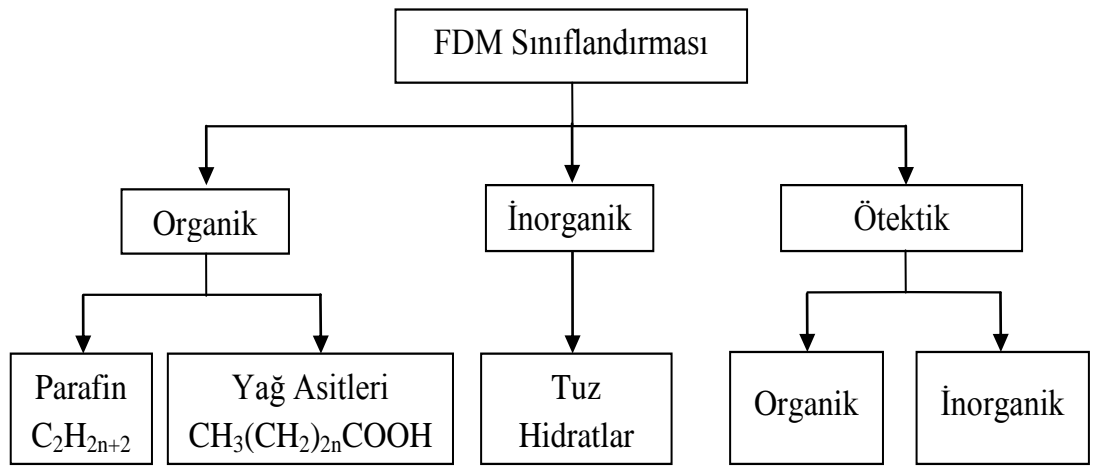 FDM Sınıflandırması
Organik
İnorganik
Ötektik
Parafin
C₂H₂ₙ₊₂
Yağ Asitleri
CH₃(CH₂)₂ₙCOOH
Tuz
Hidratlar
Organik
İnorganik